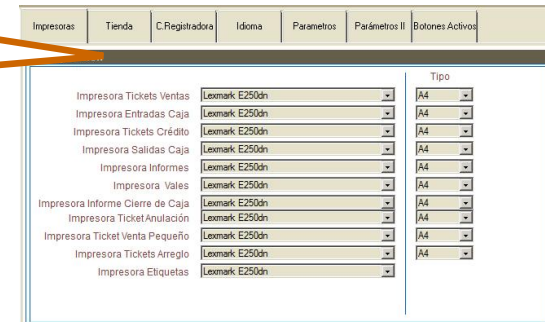 Impresoras Tienda C.Registradora Idioma Parametros Parámetros II Botones Activos
Tipo
Impresora Tickets Ventas Lexmark E250dn A4
Impresora Entradas Caja Lexmark E250dn A4
Impresora Tickets Crédito Lexmark E250dn A4
Impresora Salidas Caja Lexmark E250dn A4
Impresora Informes Lexmark E250dn A4
Impresora Vales Lexmark E250dn A4
Impresora Informe Cierre de Caja Lexmark E250dn A4
Impresora Ticket Anulación Lexmark E250dn A4
Impresora Ticket Venta Pequeño Lexmark E250dn A4
Impresora Tickets Arreglo Lexmark E250dn A4
Impresora Etiquetas Lexmark E250dn